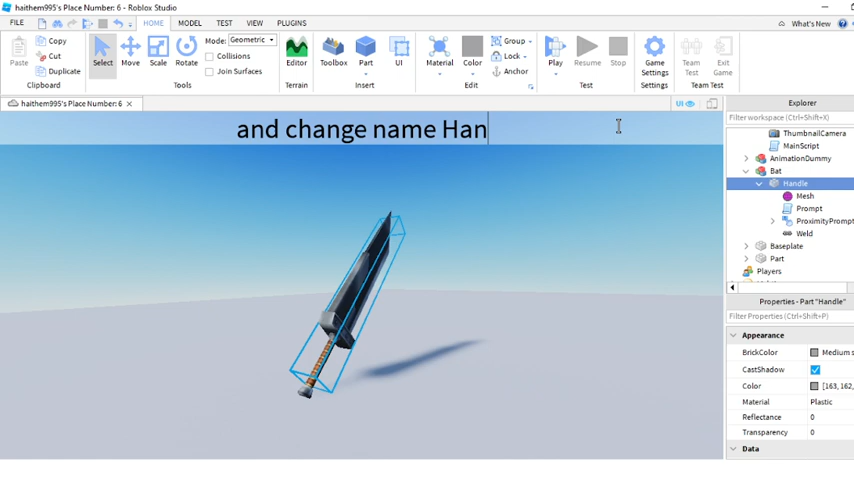 haithem995's Place Number: 6 - Roblox Studio
FILE HOME MODEL TEST VIEW PLUGINS What's New
Paste Copy Cut Duplicate Clipboard
Select Move Scale Rotate Tools
Mode: Geometric
Collisions
Join Surfaces
Editor Terrain
Toolbox Part UI Insert
Material Color Group Lock Anchor Edit
Play Resume Stop Test
Game Settings Settings
Team Test Exit Game Team Test
haithem995's Place Number: 6
UI
and change name Han
Explorer
Filter workspace (Ctrl+Shift+X)
ThumbnailCamera
MainScript
AnimationDummy
Bat
Handle
Mesh
Prompt
ProximityPrompt
Weld
Baseplate
Part
Players
Properties - Part "Handle"
Filter Properties (Ctrl+Shift+P)
Appearance
BrickColor Medium s
CastShadow
Color [163, 162,
Material Plastic
Reflectance 0
Transparency 0
Data